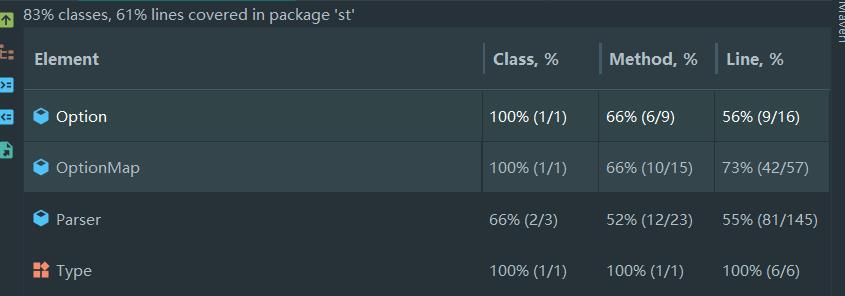 83% classes, 61% lines covered in package 'st'
Element Class, % Method, % Line, %
Option 100% (1/1) 66% (6/9) 56% (9/16)
OptionMap 100% (1/1) 66% (10/15) 73% (42/57)
Parser 66% (2/3) 52% (12/23) 55% (81/145)
Type 100% (1/1) 100% (1/1) 100% (6/6)